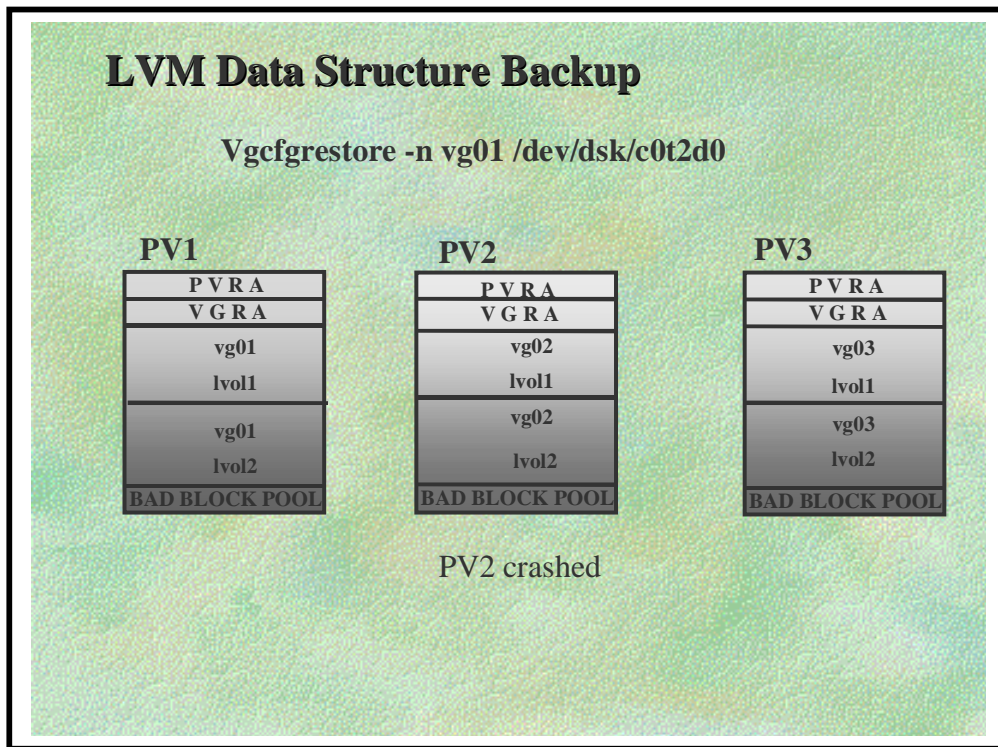 LVM Data Structure Backup
Vgcfgrestore -n vg01 /dev/dsk/c0t2d0
PV1
P V R A
V G R A
vg01
lvol1
vg01
lvol2
BAD BLOCK POOL
PV2
P V R A
V G R A
vg02
lvol1
vg02
lvol2
BAD BLOCK POOL
PV3
P V R A
V G R A
vg03
lvol1
vg03
lvol2
BAD BLOCK POOL
PV2 crashed